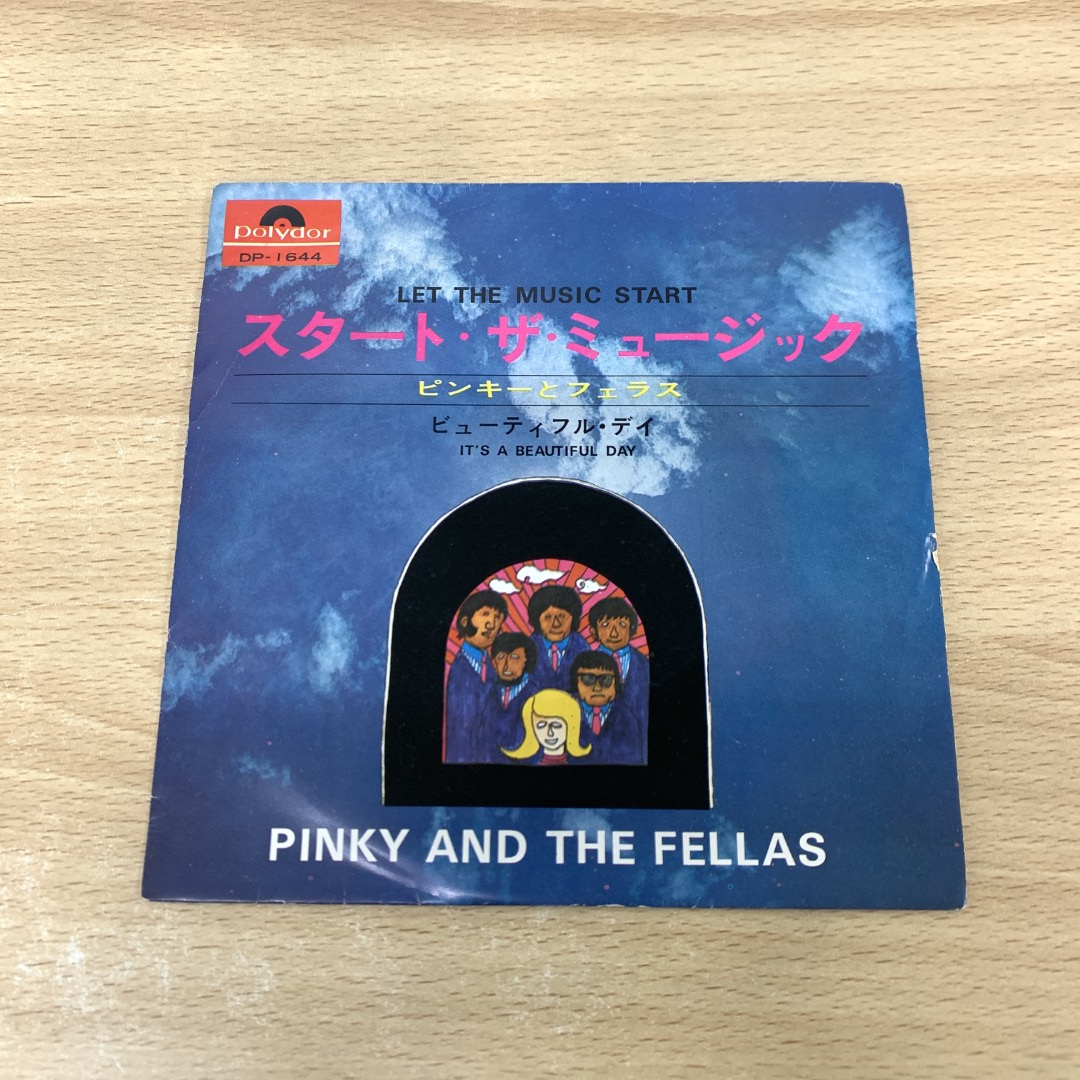 polydor
DP-1644
LET THE MUSIC START
スタート・ザ・ミュージック
ピンキーとフェラス
ビューティフル・デイ
IT'S A BEAUTIFUL DAY
PINKY AND THE FELLAS